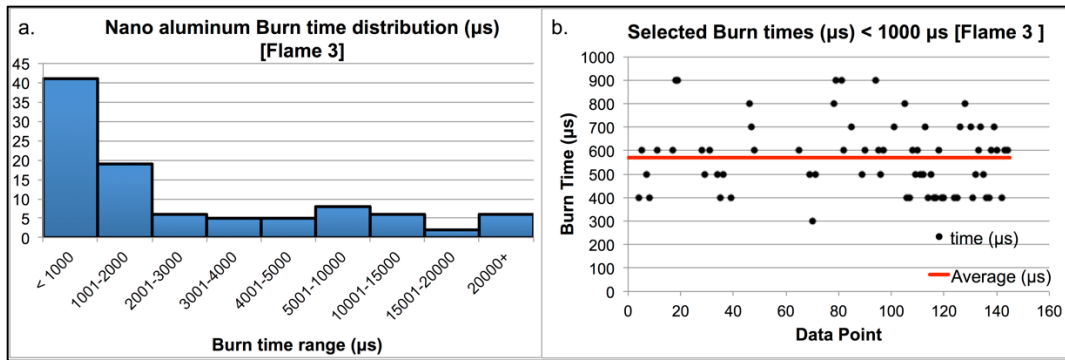 a.
Nano aluminum Burn time distribution (µs)
[Flame 3]
45
40
35
30
25
20
15
10
5
0
< 1000
1001-2000
2001-3000
3001-4000
4001-5000
5001-10000
10001-15000
15001-20000
20000+
Burn time range (µs)
b.
Selected Burn times (µs) < 1000 µs [Flame 3 ]
Burn Time (µs)
1000
900
800
700
600
500
400
300
200
100
0
time (µs)
Average (µs)
0 20 40 60 80 100 120 140 160
Data Point